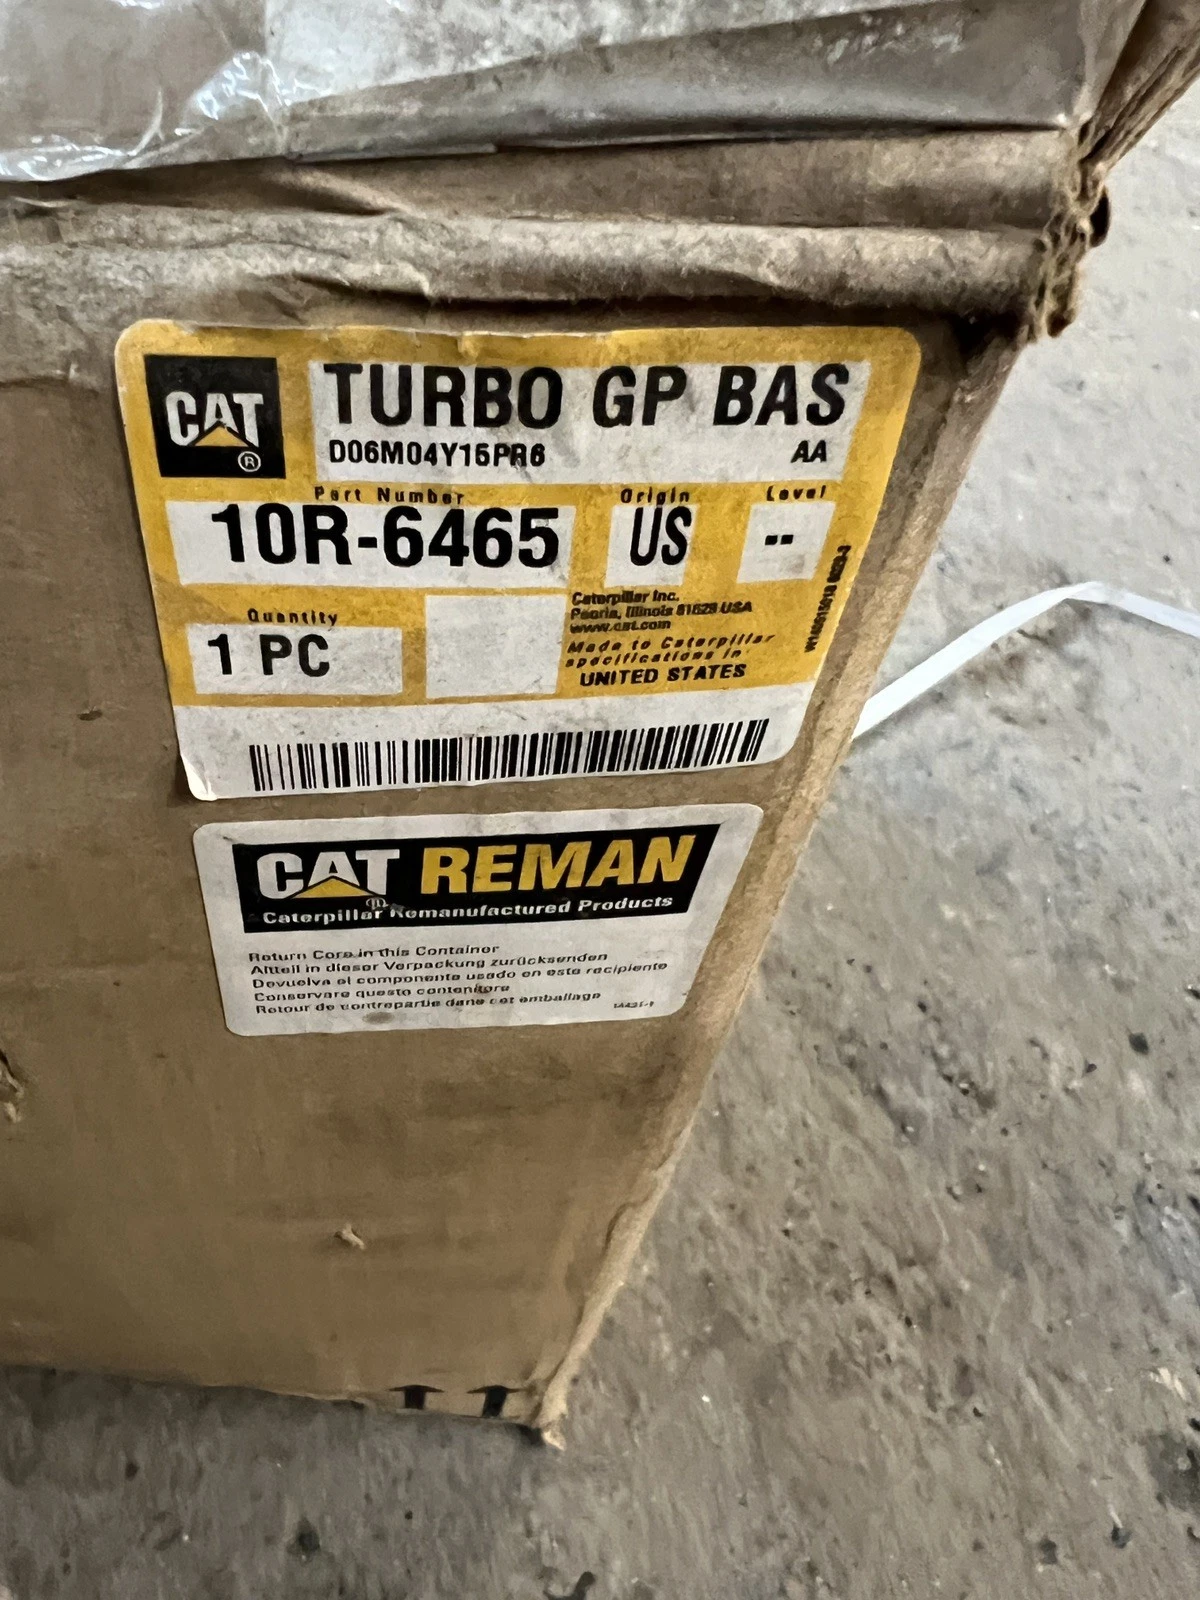 CAT
®
TURBO GP BAS
D06M04Y15PR6 AA
Part Number Origin Level
10R-6465 US --
Quantity
1 PC
Caterpillar Inc.
Peoria, Illinois 61629 USA
www.cat.com
Made to Caterpillar
specifications in
UNITED STATES
CAT REMAN
®
Caterpillar Remanufactured Products
Return Core in this Container
Altteil in dieser Verpackung zurücksenden
Devuelva el componente usado en este recipiente
Conservare questo contenitore
Retour de contrepartie dans cet emballage